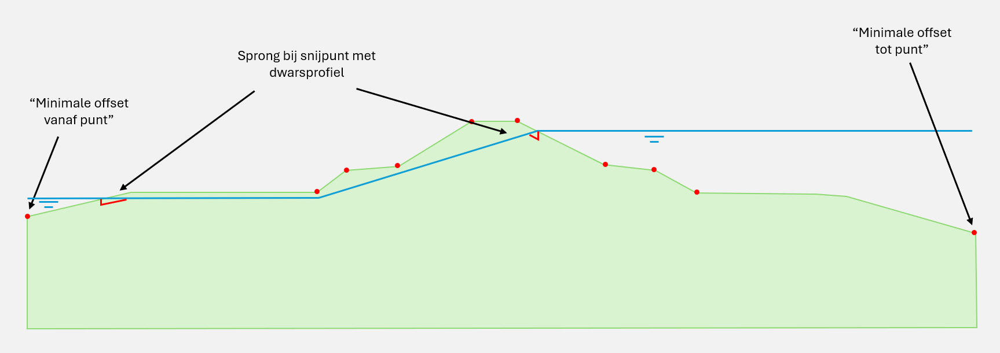 “Minimale offset
tot punt”
Sprong bij snijpunt met
dwarsprofiel
“Minimale offset
vanaf punt”